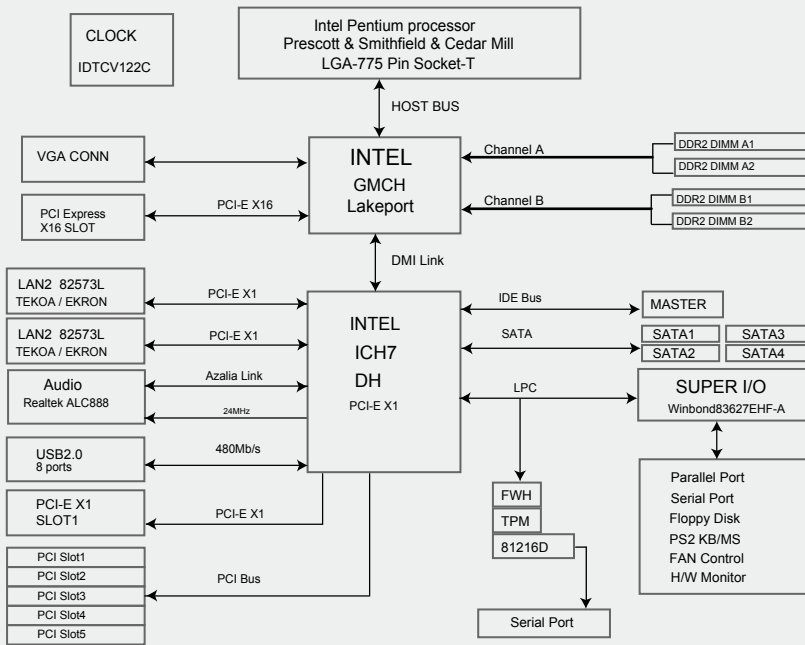 CLOCK
IDTCV122C
Intel Pentium processor
Prescott & Smithfield & Cedar Mill
LGA-775 Pin Socket-T
HOST BUS
VGA CONN
INTEL
GMCH
Lakeport
Channel A
DDR2 DIMM A1
DDR2 DIMM A2
PCI Express
X16 SLOT
PCI-E X16
Channel B
DDR2 DIMM B1
DDR2 DIMM B2
DMI Link
LAN2 82573L
TEKOA / EKRON
PCI-E X1
LAN2 82573L
TEKOA / EKRON
PCI-E X1
Audio
Realtek ALC888
Azalia Link
24MHz
USB2.0
8 ports
480Mb/s
PCI-E X1
SLOT1
PCI-E X1
PCI Slot1
PCI Slot2
PCI Slot3
PCI Slot4
PCI Slot5
PCI Bus
INTEL
ICH7
DH
PCI-E X1
IDE Bus
MASTER
SATA
SATA1
SATA3
SATA2
SATA4
LPC
SUPER I/O
Winbond83627EHF-A
FWH
TPM
81216D
Serial Port
Parallel Port
Serial Port
Floppy Disk
PS2 KB/MS
FAN Control
H/W Monitor